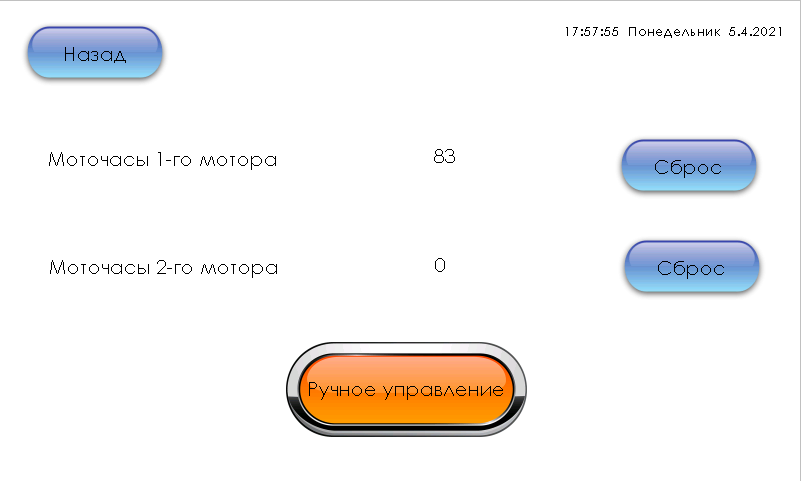 17:57:55 Понедельник 5.4.2021
Назад
Моточасы 1-го мотора 83 Сброс
Моточасы 2-го мотора 0 Сброс
Ручное управление